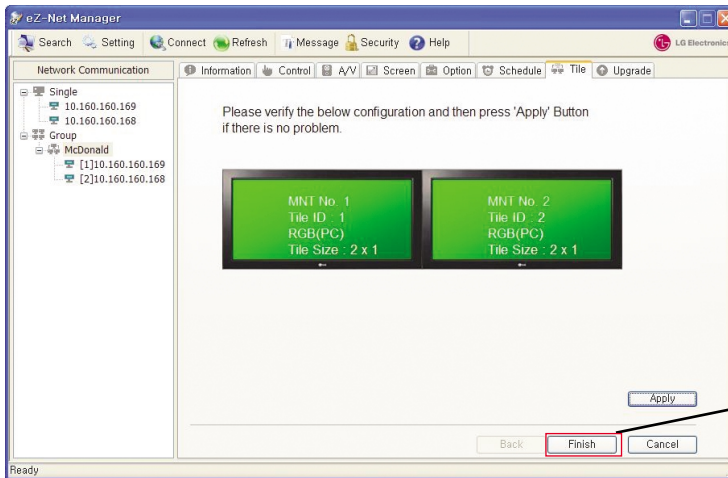 eZ-Net Manager
Search Setting Connect Refresh Message Security Help LG Electronics
Network Communication
Information Control A/V Screen Option Schedule Tile Upgrade
Single
10.160.160.169
10.160.160.168
Group
McDonald
[1]10.160.160.169
[2]10.160.160.168
Please verify the below configuration and then press 'Apply' Button
if there is no problem.
MNT No. 1
Tile ID : 1
RGB(PC)
Tile Size : 2 x 1
MNT No. 2
Tile ID : 2
RGB(PC)
Tile Size : 2 x 1
Apply
Back Finish Cancel
Ready